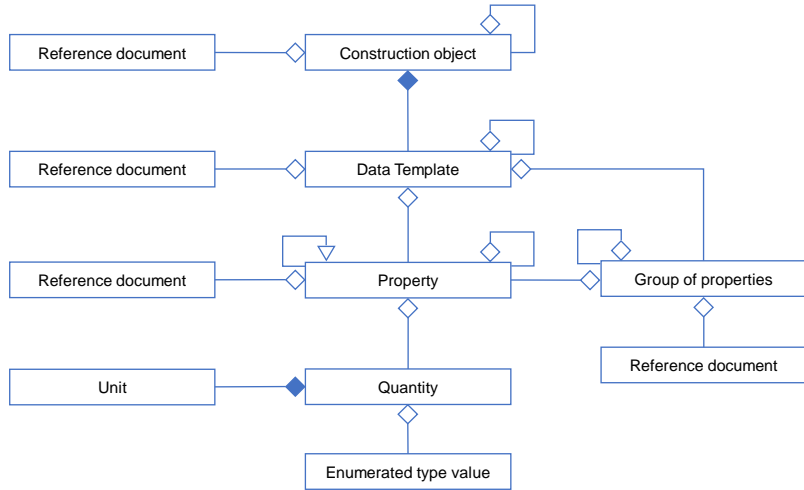 Reference document
Construction object
Reference document
Data Template
Reference document
Property
Group of properties
Reference document
Unit
Quantity
Enumerated type value